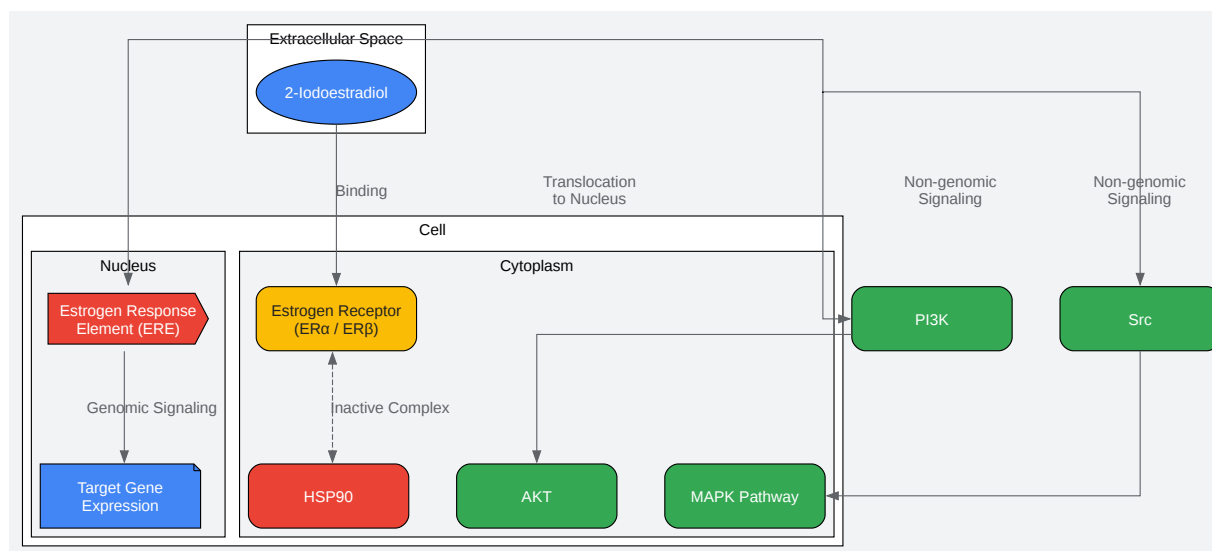 Extracellular Space
2-Iodoestradiol
Binding
Translocation
to Nucleus
Non-genomic
Signaling
Non-genomic
Signaling
Cell
Nucleus
Cytoplasm
Estrogen Response
Element (ERE)
Estrogen Receptor
(ERα / ERβ)
PI3K
Src
Genomic Signaling
Inactive Complex
Target Gene
Expression
HSP90
AKT
MAPK Pathway